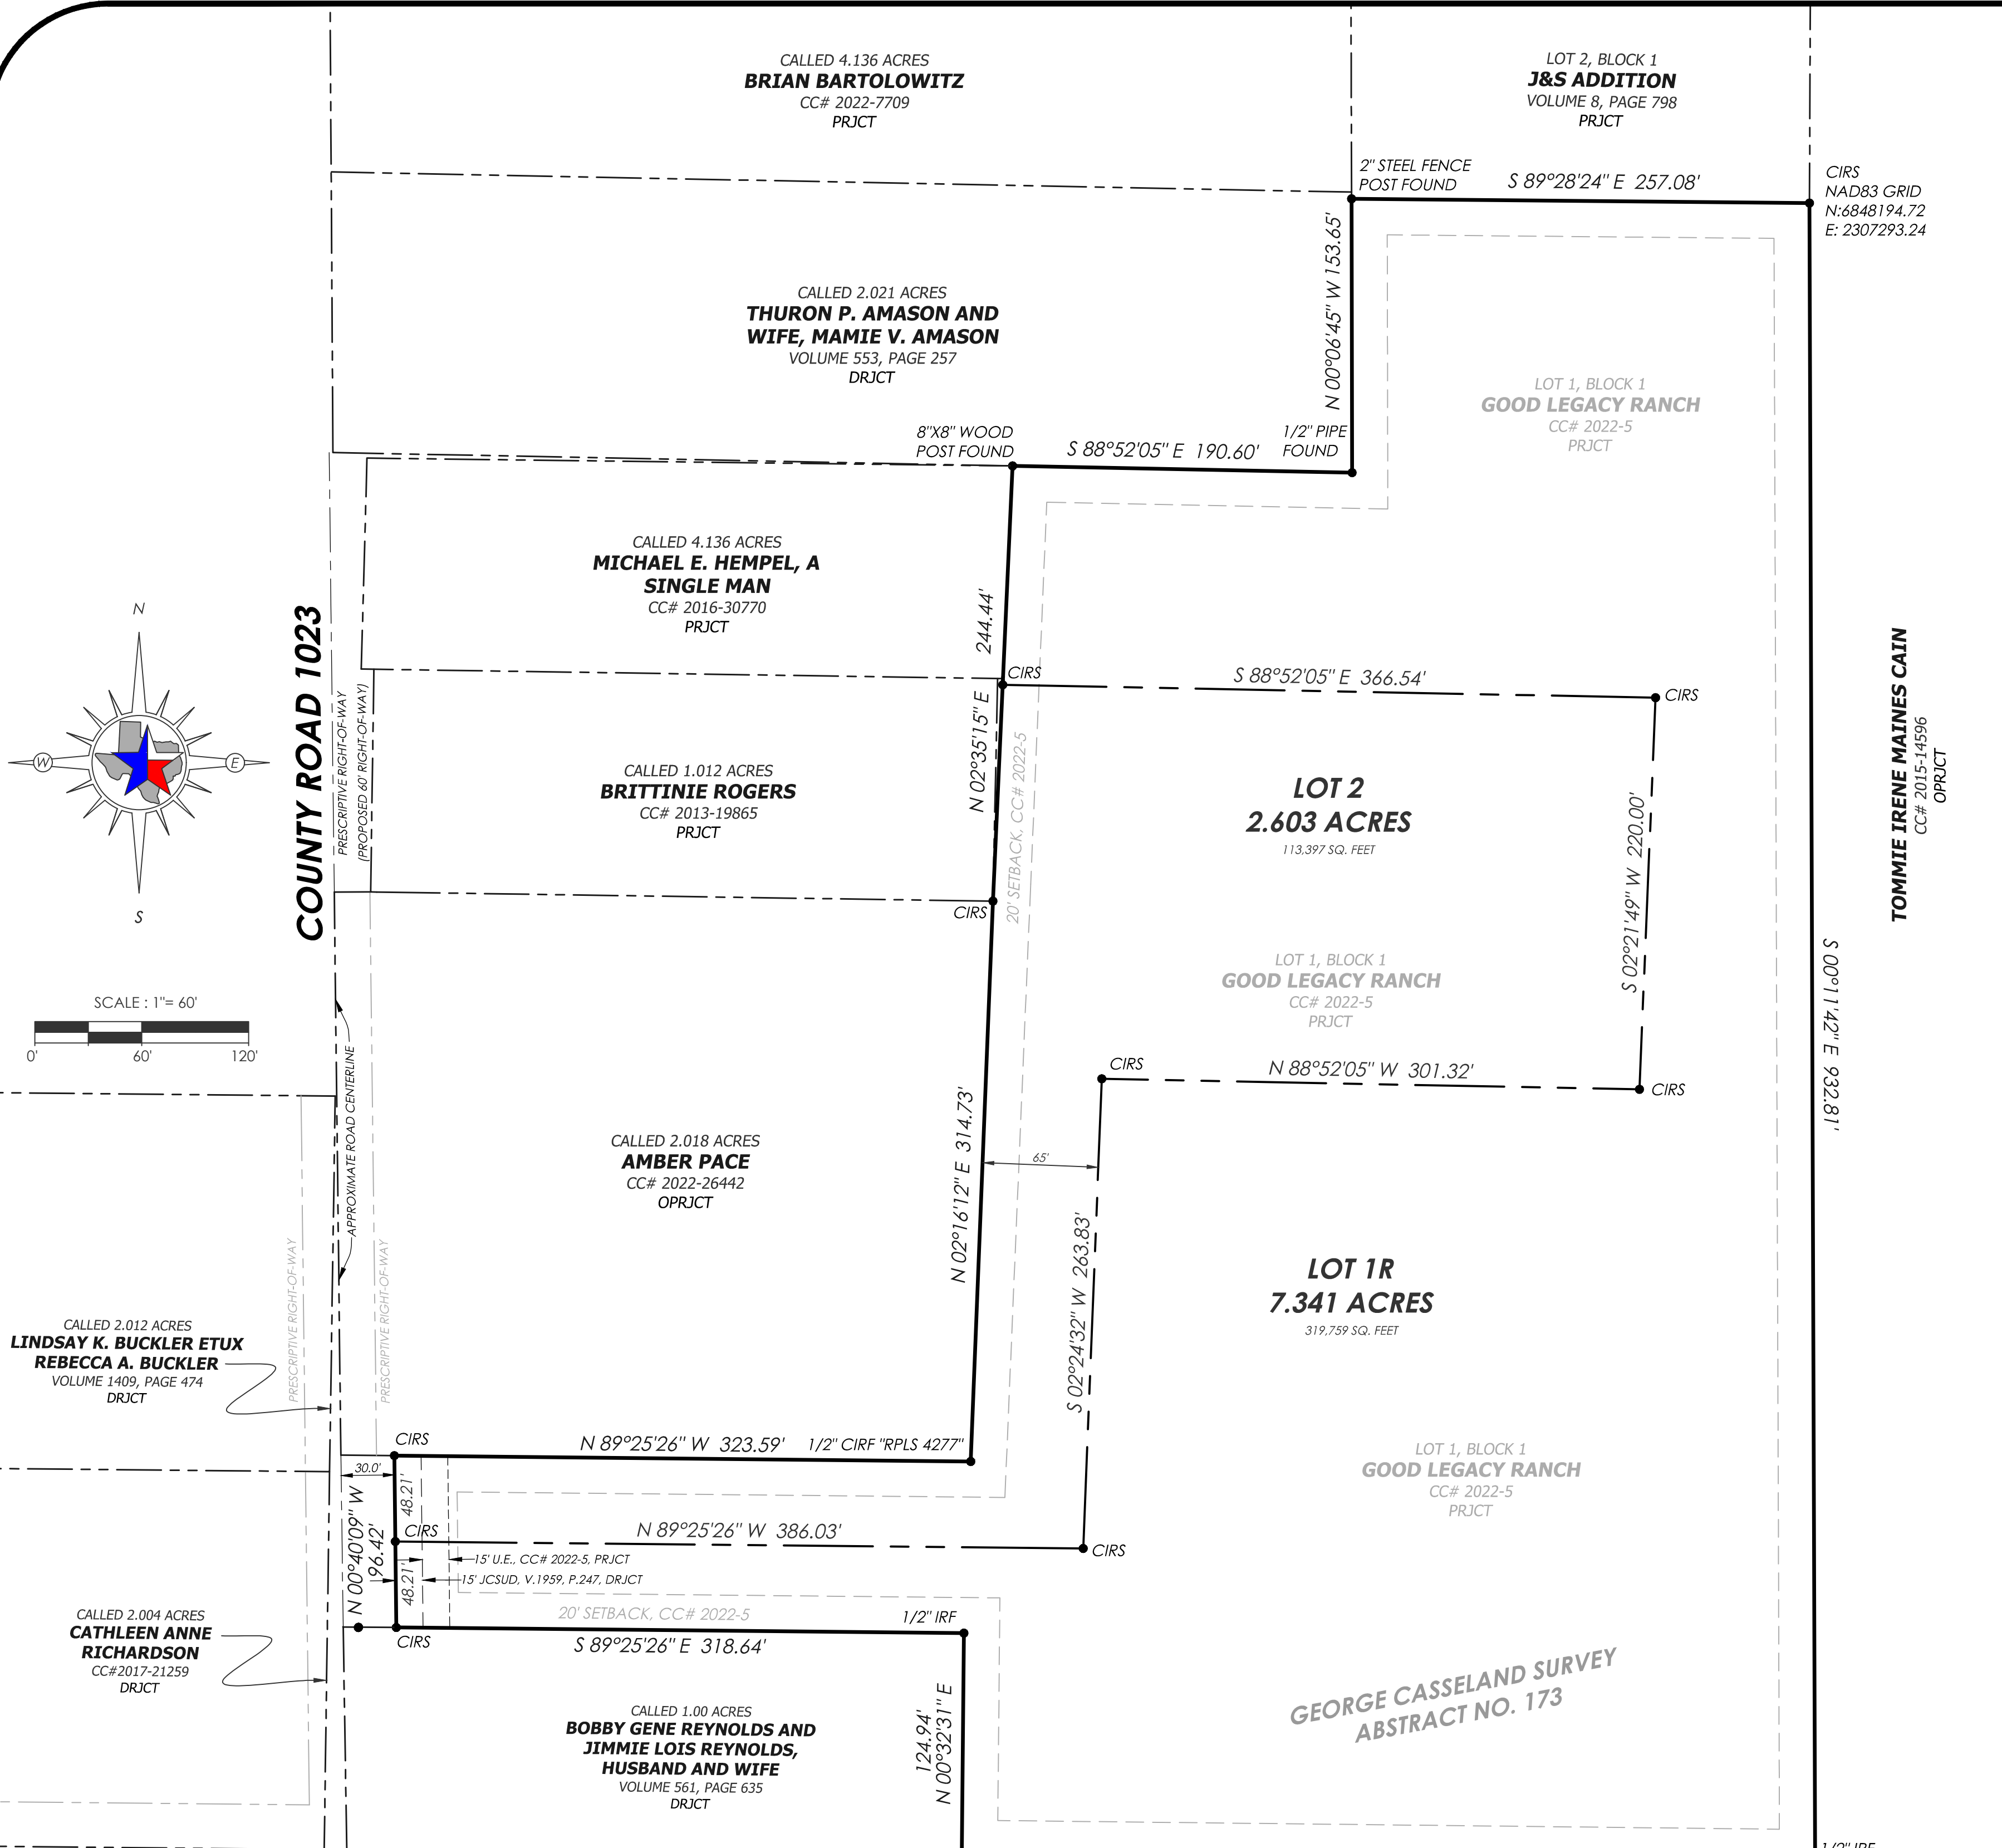 CALLED 4.136 ACRES
BRIAN BARTOLOWITZ
CC# 2022-7709
PRJCT
LOT 2, BLOCK 1
J&S ADDITION
VOLUME 8, PAGE 798
PRJCT
2" STEEL FENCE
POST FOUND
S 89°28'24" E 257.08'
CIRS
NAD83 GRID
N:6848194.72
E: 2307293.24
N 00°06'45" W 153.65'
CALLED 2.021 ACRES
THURON P. AMASON AND
WIFE, MAMIE V. AMASON
VOLUME 553, PAGE 257
DRJCT
LOT 1, BLOCK 1
GOOD LEGACY RANCH
CC# 2022-5
PRJCT
8"X8" WOOD
POST FOUND
S 88°52'05" E 190.60'
1/2" PIPE
FOUND
CALLED 4.136 ACRES
MICHAEL E. HEMPEL, A
SINGLE MAN
CC# 2016-30770
PRJCT
244.44'
N 02°35'15" E
CIRS
S 88°52'05" E 366.54'
CIRS
N
W
E
S
COUNTY ROAD 1023
PRESCRIPTIVE RIGHT-OF-WAY
(PROPOSED 60' RIGHT-OF-WAY)
CALLED 1.012 ACRES
BRITTINIE ROGERS
CC# 2013-19865
PRJCT
20' SETBACK, CC# 2022-5
LOT 2
2.603 ACRES
113,397 SQ. FEET
S 02°21'49" W 220.00'
TOMMIE IRENE MAINES CAIN
CC# 2015-14596
OPRJCT
CIRS
LOT 1, BLOCK 1
GOOD LEGACY RANCH
CC# 2022-5
PRJCT
S 00°11'42" E 932.81'
SCALE : 1"= 60'
0'
60'
120'
APPROXIMATE ROAD CENTERLINE
CIRS
N 88°52'05" W 301.32'
CIRS
CALLED 2.018 ACRES
AMBER PACE
CC# 2022-26442
OPRJCT
N 02°16'12" E 314.73'
65'
S 02°24'32" W 263.83'
LOT 1R
7.341 ACRES
319,759 SQ. FEET
PRESCRIPTIVE RIGHT-OF-WAY
PRESCRIPTIVE RIGHT-OF-WAY
CALLED 2.012 ACRES
LINDSAY K. BUCKLER ETUX
REBECCA A. BUCKLER
VOLUME 1409, PAGE 474
DRJCT
CIRS
N 89°25'26" W 323.59'
1/2" CIRF "RPLS 4277"
LOT 1, BLOCK 1
GOOD LEGACY RANCH
CC# 2022-5
PRJCT
30.0'
N 00°40'09" W
96.42'
48.21'
CIRS
N 89°25'26" W 386.03'
CIRS
15' U.E., CC# 2022-5, PRJCT
15' JCSUD, V.1959, P.247, DRJCT
48.21'
20' SETBACK, CC# 2022-5
1/2" IRF
CIRS
S 89°25'26" E 318.64'
CALLED 2.004 ACRES
CATHLEEN ANNE
RICHARDSON
CC#2017-21259
DRJCT
CALLED 1.00 ACRES
BOBBY GENE REYNOLDS AND
JIMMIE LOIS REYNOLDS,
HUSBAND AND WIFE
VOLUME 561, PAGE 635
DRJCT
124.94'
N 00°32'31" E
GEORGE CASSELAND SURVEY
ABSTRACT NO. 173
1/2" IRF